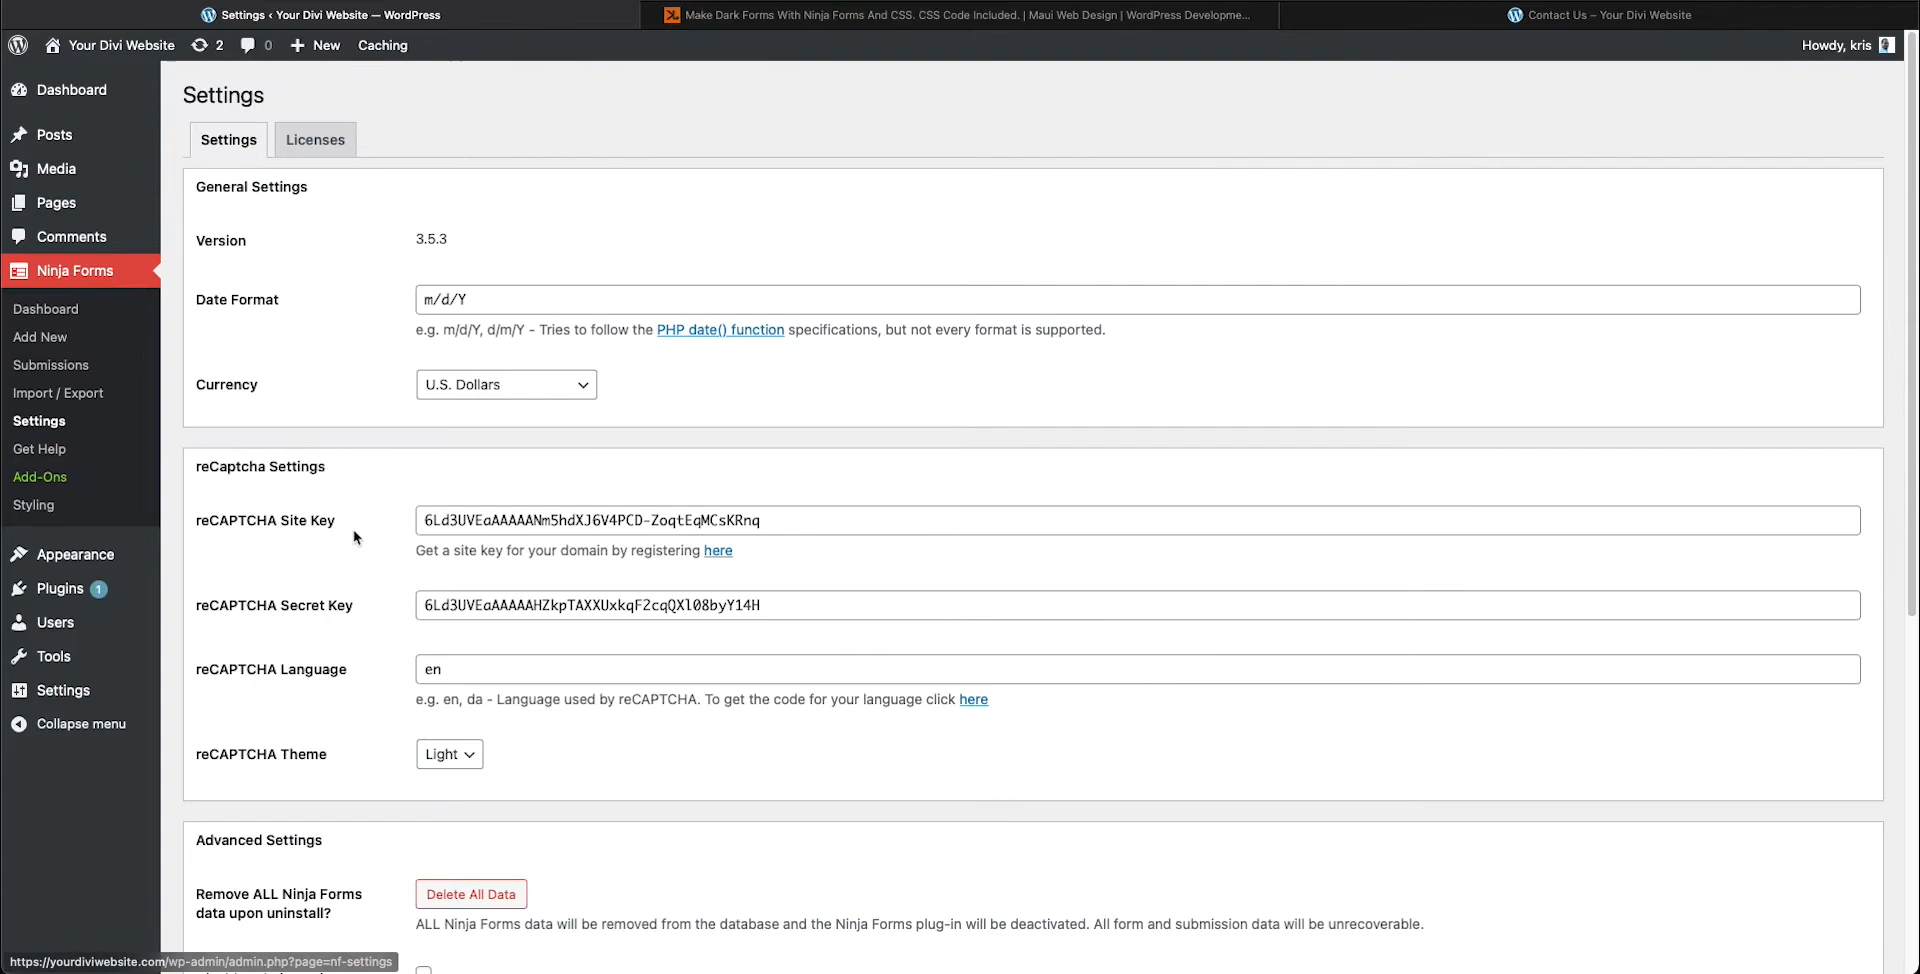 Settings ‹ Your Divi Website — WordPress
Make Dark Forms With Ninja Forms And CSS. CSS Code Included. | Maui Web Design | WordPress Developme...
Contact Us – Your Divi Website
Your Divi Website 2 0 New Caching
Howdy, kris
Dashboard
Posts
Media
Pages
Comments
Ninja Forms
Dashboard
Add New
Submissions
Import / Export
Settings
Get Help
Add-Ons
Styling
Appearance
Plugins 1
Users
Tools
Settings
Collapse menu
Settings
Settings Licenses
General Settings
Version 3.5.3
Date Format m/d/Y
e.g. m/d/Y, d/m/Y - Tries to follow the PHP date() function specifications, but not every format is supported.
Currency U.S. Dollars
reCaptcha Settings
reCAPTCHA Site Key 6Ld3UVEaAAAAANm5hdXJ6V4PCD-ZoqtEqMCsKRnq
Get a site key for your domain by registering here
reCAPTCHA Secret Key 6Ld3UVEaAAAAAHZkpTAXXUxkqF2cqQXl08byY14H
reCAPTCHA Language en
e.g. en, da - Language used by reCAPTCHA. To get the code for your language click here
reCAPTCHA Theme Light
Advanced Settings
Remove ALL Ninja Forms
data upon uninstall?
Delete All Data
ALL Ninja Forms data will be removed from the database and the Ninja Forms plug-in will be deactivated. All form and submission data will be unrecoverable.
https://yourdiviwebsite.com/wp-admin/admin.php?page=nf-settings